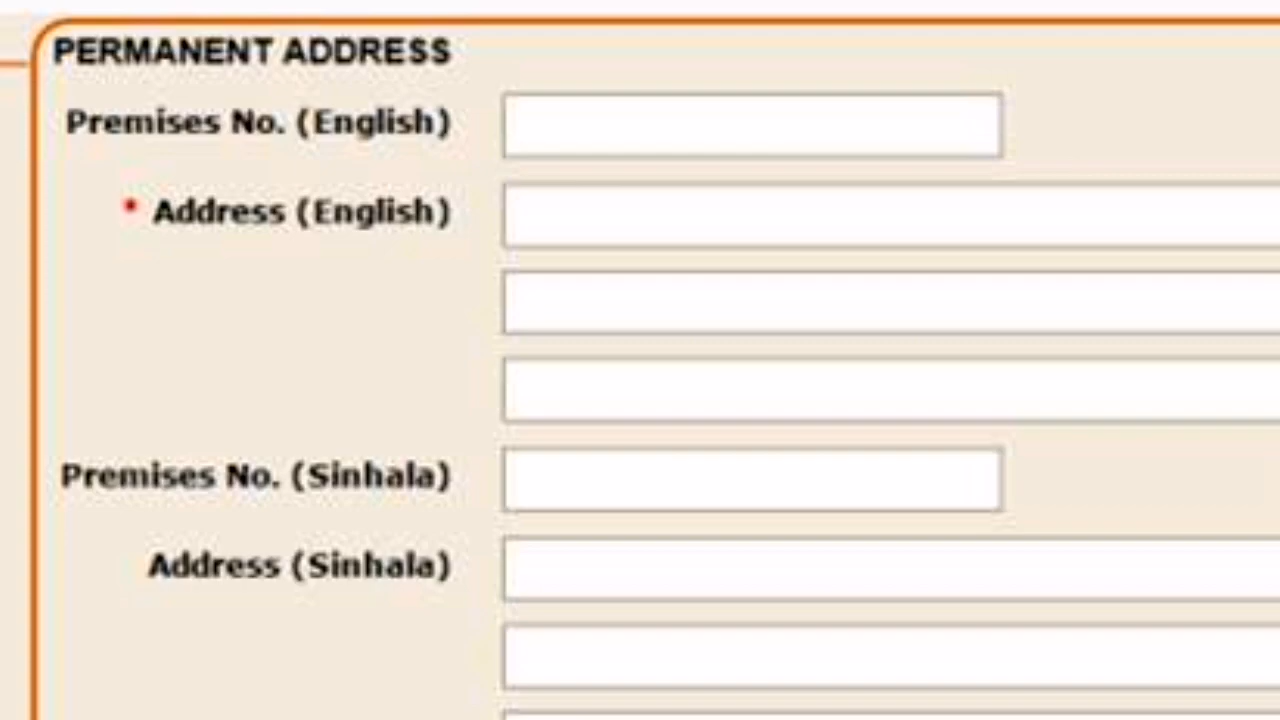 PERMANENT ADDRESS
Premises No. (English)
* Address (English)
Premises No. (Sinhala)
Address (Sinhala)